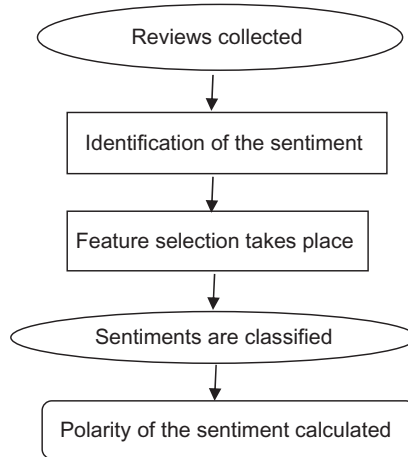 Reviews collected
Identification of the sentiment
Feature selection takes place
Sentiments are classified
Polarity of the sentiment calculated